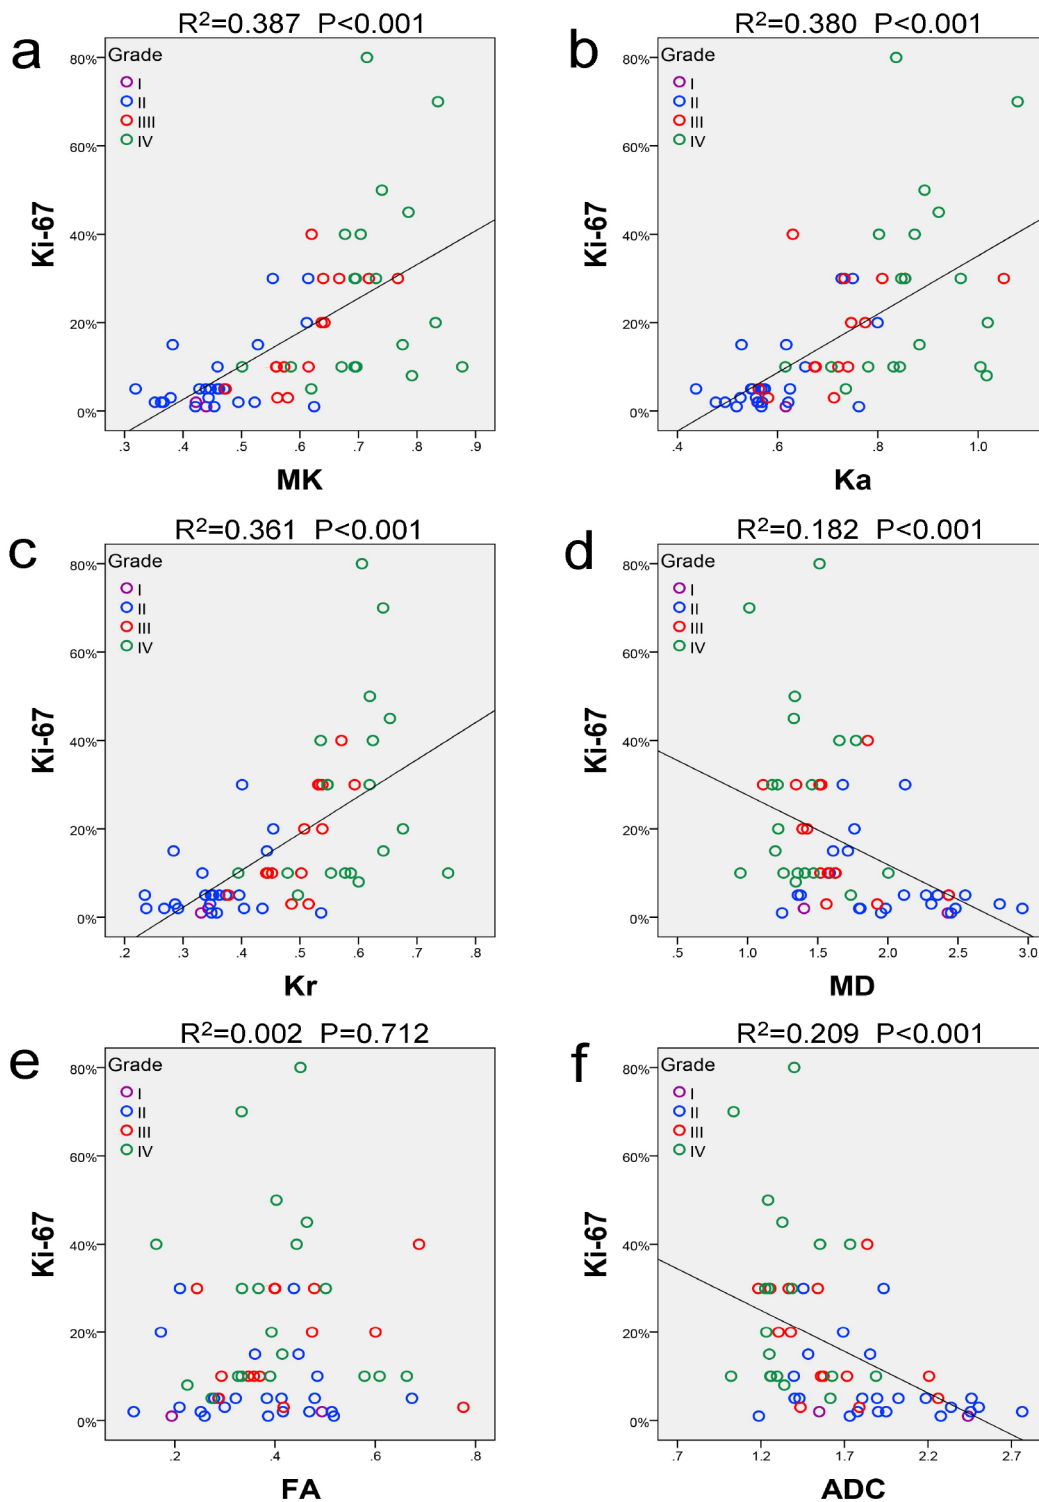 a
R²=0.387 P<0.001
Grade
I
II
IIII
IV
80%
60%
40%
20%
0%
Ki-67
.3 .4 .5 .6 .7 .8 .9
MK
b
R²=0.380 P<0.001
Grade
I
II
III
IV
80%
60%
40%
20%
0%
Ki-67
.4 .6 .8 1.0
Ka
c
R²=0.361 P<0.001
Grade
I
II
III
IV
80%
60%
40%
20%
0%
Ki-67
.2 .3 .4 .5 .6 .7 .8
Kr
d
R²=0.182 P<0.001
Grade
I
II
III
IV
80%
60%
40%
20%
0%
Ki-67
.5 1.0 1.5 2.0 2.5 3.0
MD
e
R²=0.002 P=0.712
Grade
I
II
III
IV
80%
60%
40%
20%
0%
Ki-67
.2 .4 .6 .8
FA
f
R²=0.209 P<0.001
Grade
I
II
III
IV
80%
60%
40%
20%
0%
Ki-67
.7 1.2 1.7 2.2 2.7
ADC